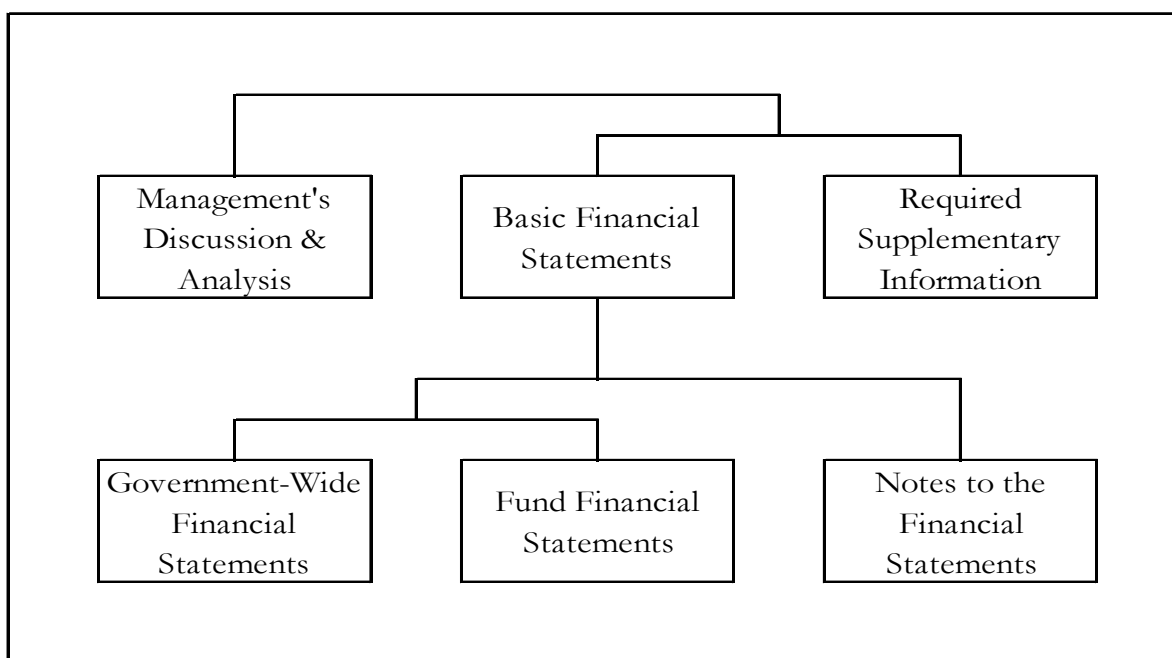 Management's
Discussion &
Analysis
Basic Financial
Statements
Required
Supplementary
Information
Government-Wide
Financial
Statements
Fund Financial
Statements
Notes to the
Financial
Statements